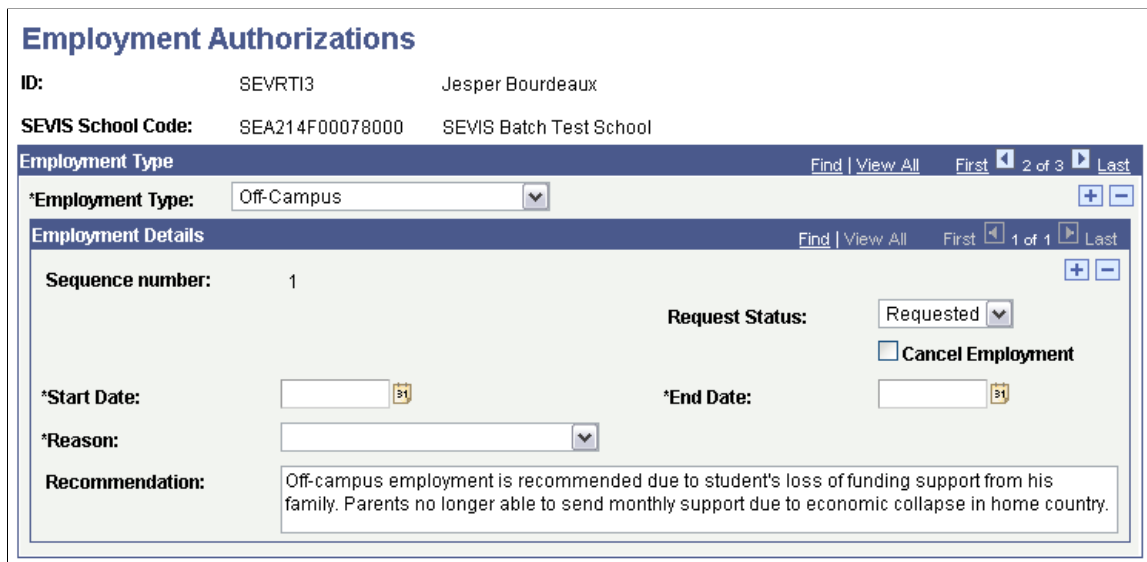 Employment Authorizations
ID: SEVRTI3 Jesper Bourdeaux
SEVIS School Code: SEA214F00078000 SEVIS Batch Test School
Employment Type Find | View All First 2 of 3 Last
*Employment Type: Off-Campus
Employment Details Find | View All First 1 of 1 Last
Sequence number: 1
Request Status: Requested
Cancel Employment
*Start Date: 31 *End Date: 31
*Reason:
Recommendation: Off-campus employment is recommended due to student's loss of funding support from his
family. Parents no longer able to send monthly support due to economic collapse in home country.